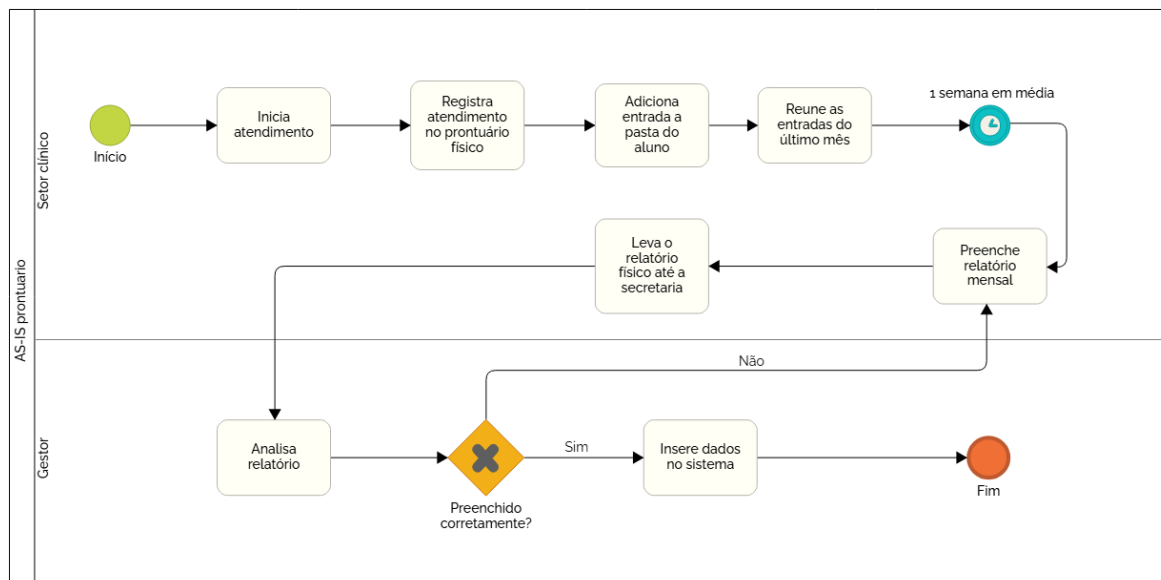 AS-IS prontuario
Setor clínico
Início
Inicia
atendimento
Registra
atendimento
no prontuário
físico
Adiciona
entrada a
pasta do
aluno
Reune as
entradas do
último mês
1 semana em média
Preenche
relatório
mensal
Leva o
relatório
físico até a
secretaria
Gestor
Analisa
relatório
Preenchido
corretamente?
Não
Sim
Insere dados
no sistema
Fim